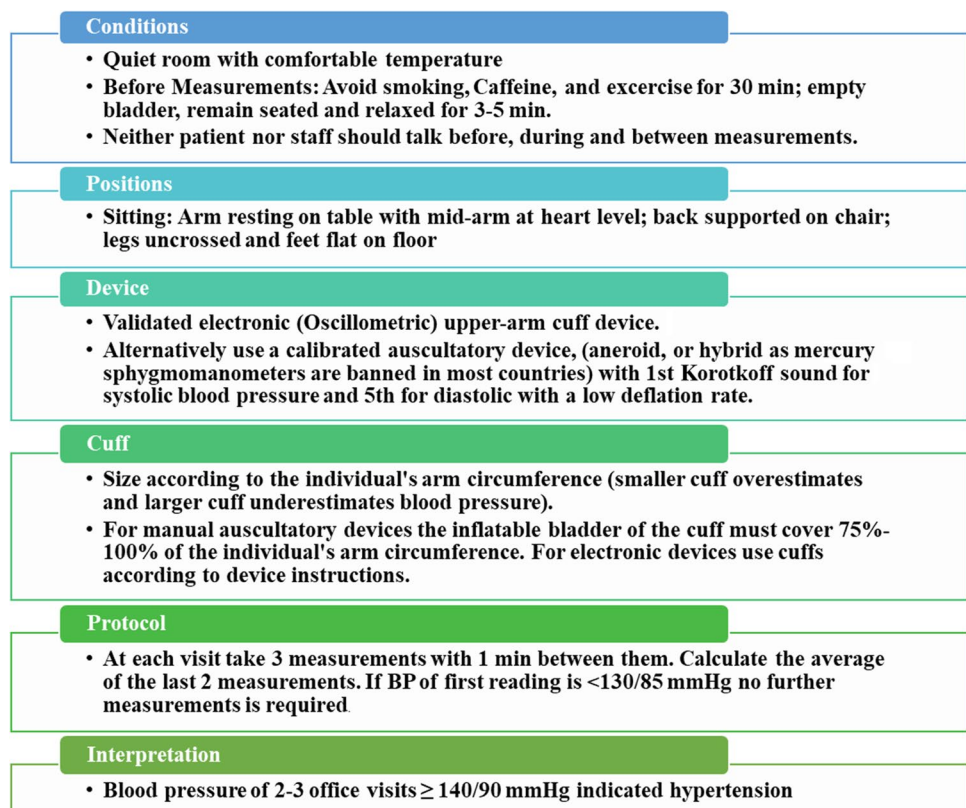 Conditions
• Quiet room with comfortable temperature
• Before Measurements: Avoid smoking, Caffeine, and excercise for 30 min; empty
bladder, remain seated and relaxed for 3-5 min.
• Neither patient nor staff should talk before, during and between measurements.
Positions
• Sitting: Arm resting on table with mid-arm at heart level; back supported on chair;
legs uncrossed and feet flat on floor
Device
• Validated electronic (Oscillometric) upper-arm cuff device.
• Alternatively use a calibrated auscultatory device, (aneroid, or hybrid as mercury
sphygmomanometers are banned in most countries) with 1st Korotkoff sound for
systolic blood pressure and 5th for diastolic with a low deflation rate.
Cuff
• Size according to the individual's arm circumference (smaller cuff overestimates
and larger cuff underestimates blood pressure).
• For manual auscultatory devices the inflatable bladder of the cuff must cover 75%-
100% of the individual's arm circumference. For electronic devices use cuffs
according to device instructions.
Protocol
• At each visit take 3 measurements with 1 min between them. Calculate the average
of the last 2 measurements. If BP of first reading is <130/85 mmHg no further
measurements is required
Interpretation
• Blood pressure of 2-3 office visits ≥ 140/90 mmHg indicated hypertension